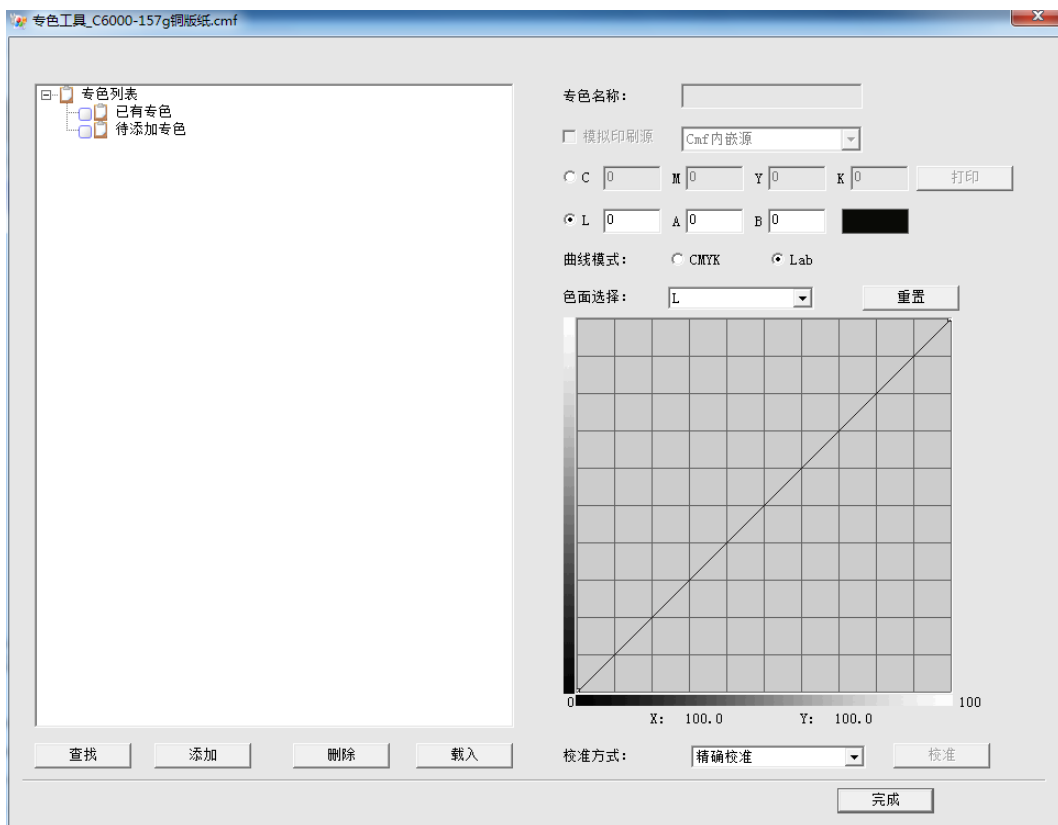 专色工具_C6000-157g铜版纸.cmf
专色列表
已有专色
待添加专色
专色名称：
模拟印刷源 Cmf内嵌源
C 0 M 0 Y 0 K 0 打印
L 0 A 0 B 0
曲线模式： CMYK Lab
色面选择： L 重置
0 100
X: 100.0 Y: 100.0
查找 添加 删除 载入 校准方式： 精确校准 校准
完成